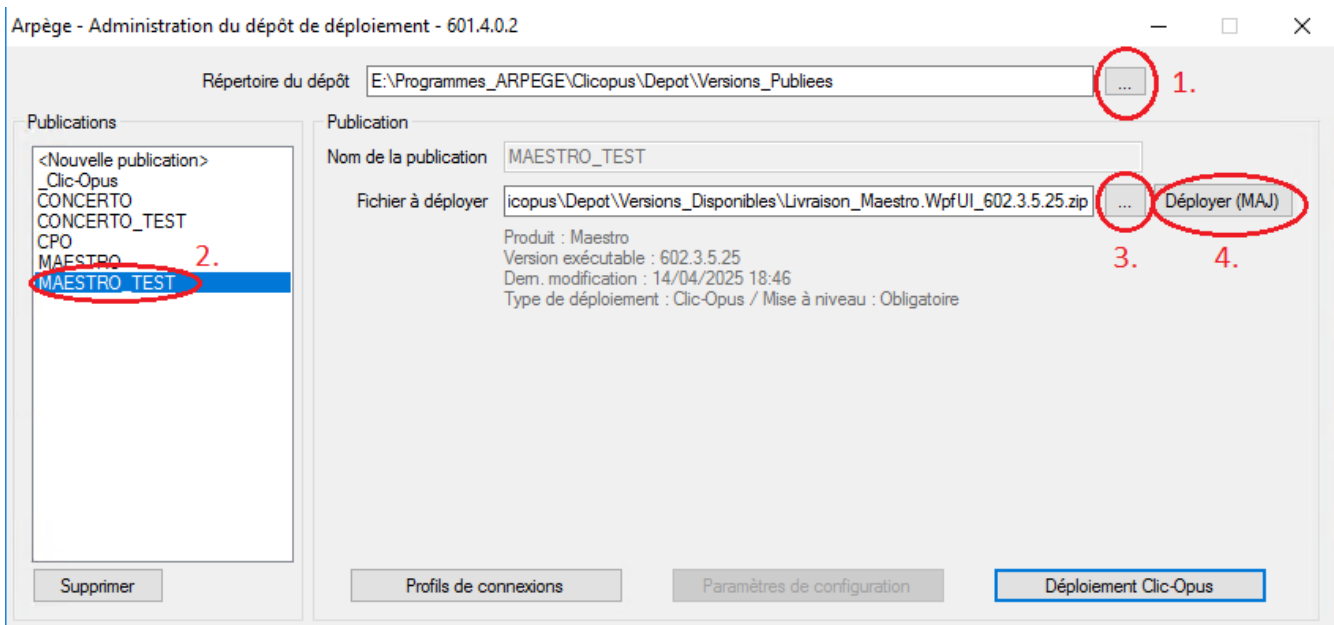 Arpège - Administration du dépôt de déploiement - 601.4.0.2
Répertoire du dépôt E:\Programmes_ARPEGE\Clicopus\Depot\Versions_Publiees ... 1.
Publications
<Nouvelle publication>
_Clic-Opus
CONCERTO
CONCERTO_TEST
CPO
MAESTRO 2.
MAESTRO_TEST
Supprimer
Publication
Nom de la publication MAESTRO_TEST
Fichier à déployer icopus\Depot\Versions_Disponibles\Livraison_Maestro.WpfUI_602.3.5.25.zip ... Déployer (MAJ)
3. 4.
Produit : Maestro
Version exécutable : 602.3.5.25
Dern. modification : 14/04/2025 18:46
Type de déploiement : Clic-Opus / Mise à niveau : Obligatoire
Profils de connexions Paramètres de configuration Déploiement Clic-Opus